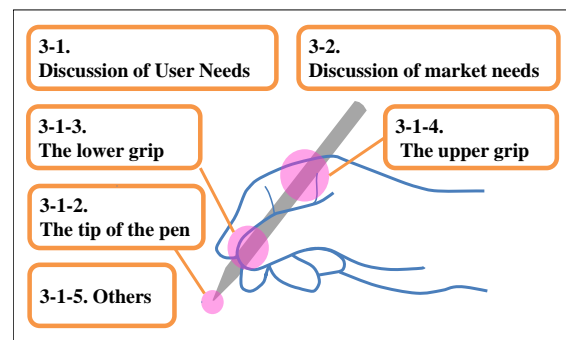 3-1.
Discussion of User Needs
3-2.
Discussion of market needs
3-1-3.
The lower grip
3-1-4.
The upper grip
3-1-2.
The tip of the pen
3-1-5. Others